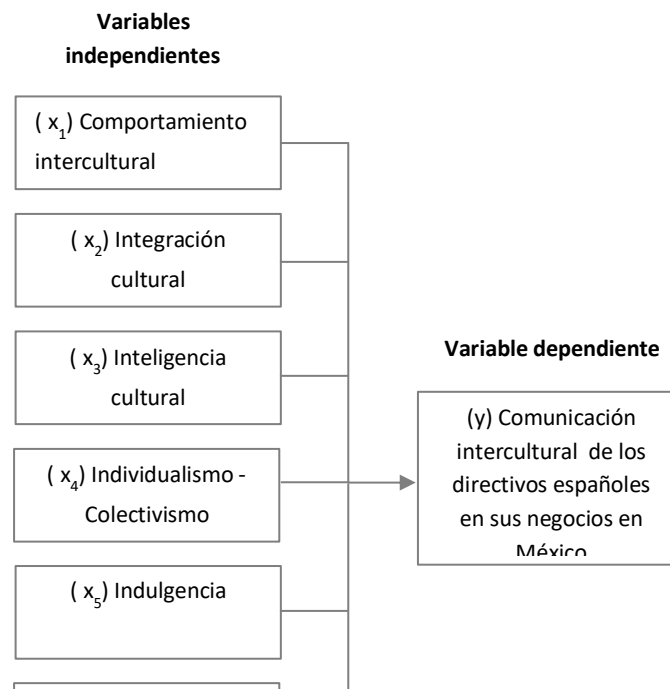 Variables
independientes
( x₁) Comportamiento
intercultural
( x₂) Integración
cultural
( x₃) Inteligencia
cultural
( x₄) Individualismo -
Colectivismo
( x₅) Indulgencia
Variable dependiente
(y) Comunicación
intercultural de los
directivos españoles
en sus negocios en
México